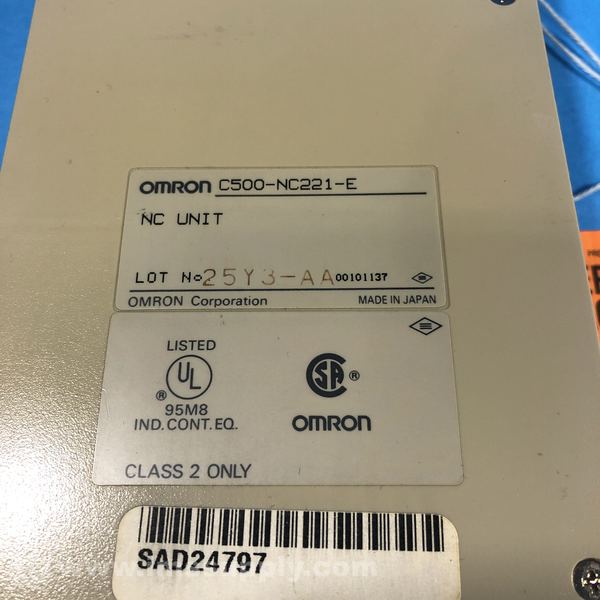 OMRON C500-NC221-E
NC UNIT
LOT No 25Y3-AA 00101137
OMRON Corporation MADE IN JAPAN
LISTED
UL ®
95M8
IND. CONT. EQ.
SA ®
OMRON
CLASS 2 ONLY
SAD24797